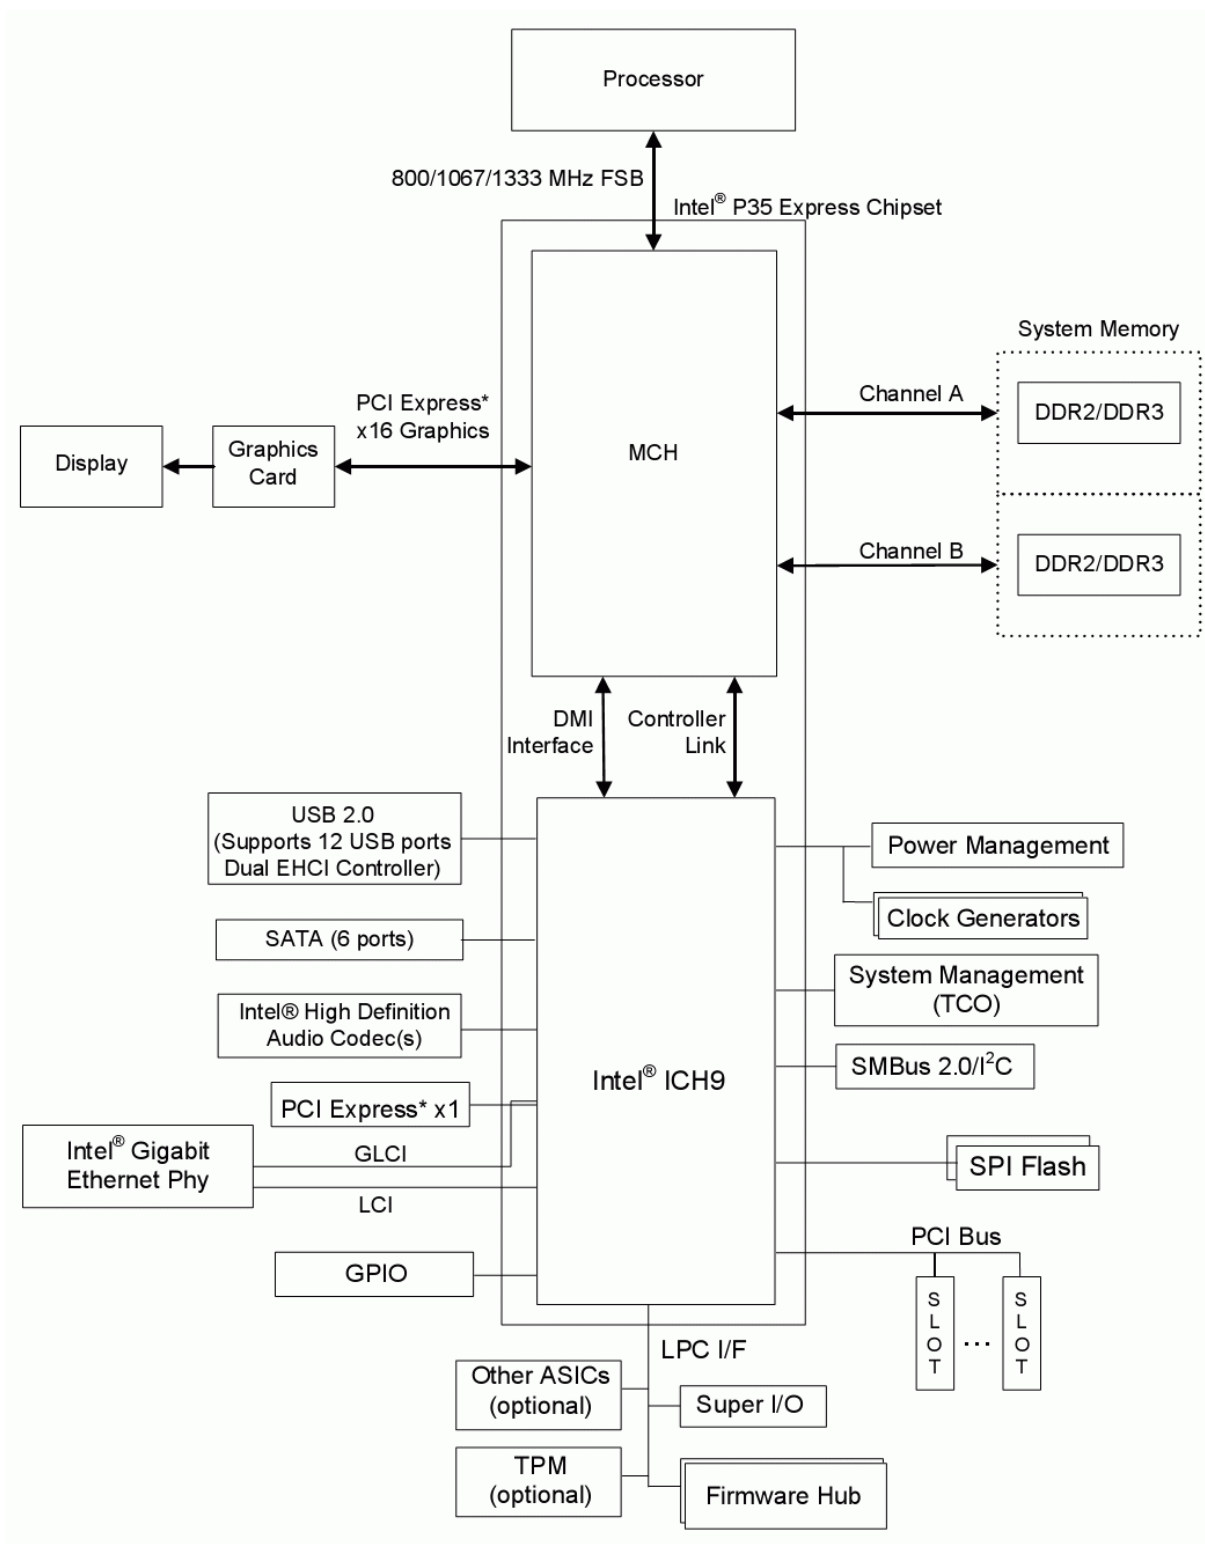 Processor
800/1067/1333 MHz FSB
Intel® P35 Express Chipset
System Memory
Channel A
DDR2/DDR3
PCI Express*
x16 Graphics
Display
Graphics
Card
MCH
Channel B
DDR2/DDR3
DMI
Interface
Controller
Link
USB 2.0
(Supports 12 USB ports
Dual EHCI Controller)
Power Management
Clock Generators
SATA (6 ports)
System Management
(TCO)
Intel® High Definition
Audio Codec(s)
SMBus 2.0/I²C
Intel® ICH9
PCI Express* x1
Intel® Gigabit
Ethernet Phy
GLCI
LCI
SPI Flash
PCI Bus
GPIO
SLOT
...
SLOT
LPC I/F
Other ASICs
(optional)
Super I/O
TPM
(optional)
Firmware Hub